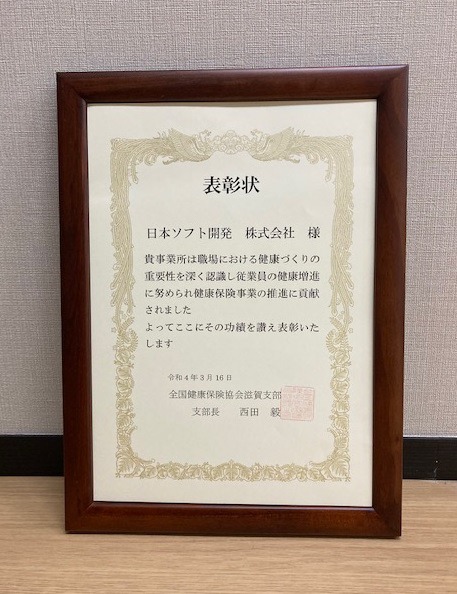 表彰状
日本ソフト開発　株式会社　様
貴事業所は職場における健康づくりの
重要性を深く認識し従業員の健康増進
に努められ健康保険事業の推進に貢献
されました
よってここにその功績を讃え表彰いた
します
令和４年３月１６日
全国健康保険協会滋賀支部
支部長　　西田　毅